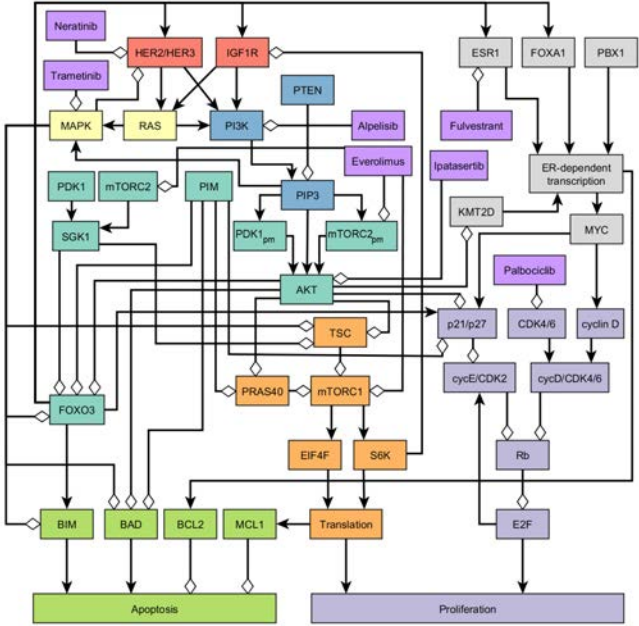 Neratinib
HER2/HER3
IGF1R
ESR1
FOXA1
PBX1
Trametinib
PTEN
MAPK
RAS
PI3K
Alpelisib
Fulvestrant
Everolimus
Ipatasertib
ER-dependent
transcription
PDK1
mTORC2
PIM
PIP3
KMT2D
SGK1
PDK1pm
mTORC2pm
MYC
Palbociclib
AKT
TSC
p21/p27
CDK4/6
cyclin D
PRAS40
mTORC1
cycE/CDK2
cycD/CDK4/6
FOXO3
EIF4F
S6K
Rb
BIM
BAD
BCL2
MCL1
Translation
E2F
Apoptosis
Proliferation